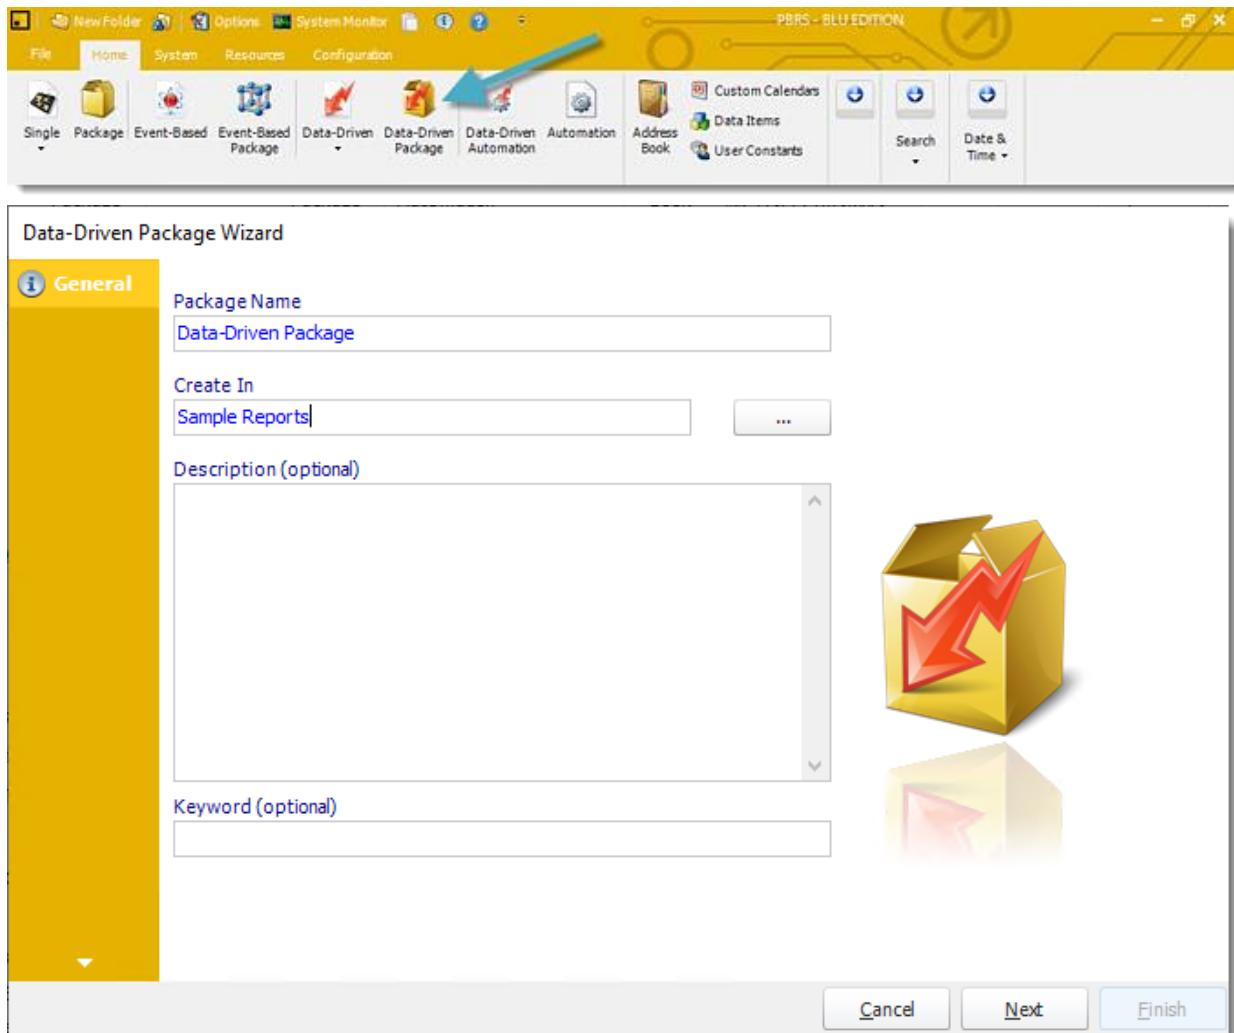 New Folder Options System Monitor PBRS - BLU EDITION
File Home System Resources Configuration
Single Package Event-Based Event-Based Package Data-Driven Data-Driven Package Data-Driven Automation Automation Address Book
Custom Calendars
Data Items
User Constants
Search
Date & Time
Data-Driven Package Wizard
General
Package Name
Data-Driven Package
Create In
Sample Reports
...
Description (optional)
Keyword (optional)
Cancel Next Finish